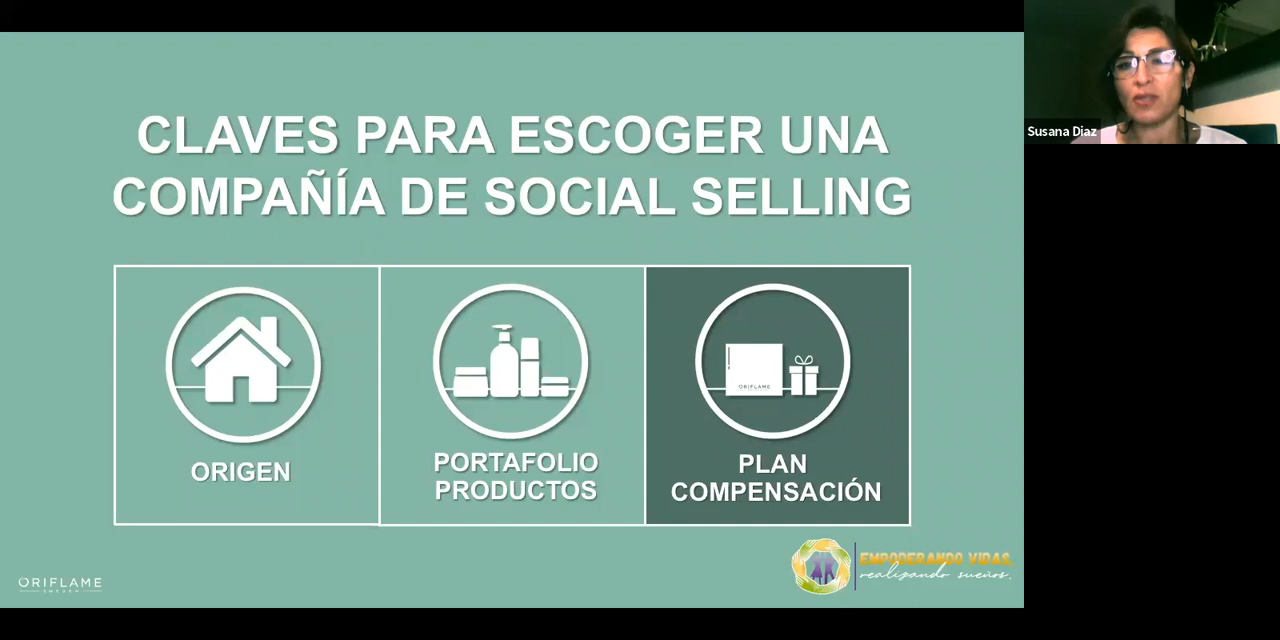 CLAVES PARA ESCOGER UNA
COMPAÑÍA DE SOCIAL SELLING
ORIGEN
PORTAFOLIO
PRODUCTOS
ORIFLAME
PLAN
COMPENSACIÓN
ORIFLAME
SWEDEN
EMPODERANDO VIDAS,
realizando sueños.
Susana Diaz